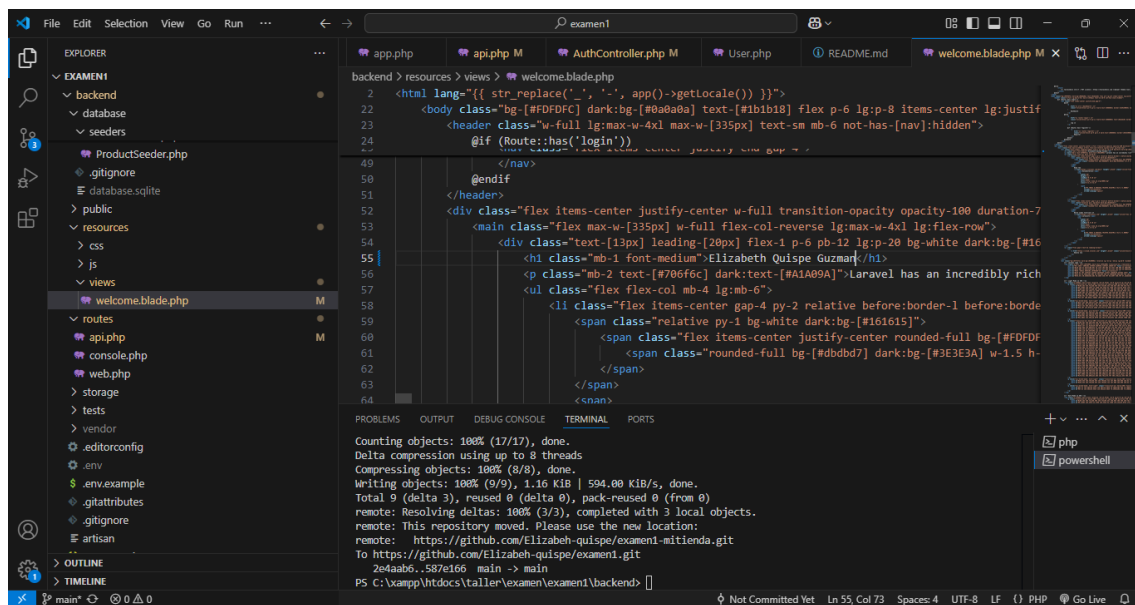 File Edit Selection View Go Run ··· ← → examen1
EXPLORER ···
EXAMEN1
backend
database
seeders
ProductSeeder.php
.gitignore
database.sqlite
public
resources
css
js
views
welcome.blade.php M
routes
api.php M
console.php
web.php
storage
tests
vendor
.editorconfig
.env
.env.example
.gitattributes
.gitignore
artisan
OUTLINE
TIMELINE
3
1
app.php api.php M AuthController.php M User.php README.md welcome.blade.php M ···
backend > resources > views > welcome.blade.php
2 <html lang="{{ str_replace('_', '-', app()->getLocale()) }}">
22 <body class="bg-[#FDFDFC] dark:bg-[#0a0a0a] text-[#1b1b18] flex p-6 lg:p-8 items-center lg:justif
23 <header class="w-full lg:max-w-4xl max-w-[335px] text-sm mb-6 not-has-[nav]:hidden">
24 @if (Route::has('login'))
49 </nav>
50 @endif
51 </header>
52 <div class="flex items-center justify-center w-full transition-opacity opacity-100 duration-7
53 <main class="flex max-w-[335px] w-full flex-col-reverse lg:max-w-4xl lg:flex-row">
54 <div class="text-[13px] leading-[20px] flex-1 p-6 pb-12 lg:p-20 bg-white dark:bg-[#16
55 <h1 class="mb-1 font-medium">Elizabeth Quispe Guzman</h1>
56 <p class="mb-2 text-[#706f6c] dark:text-[#A1A09A]">Laravel has an incredibly rich
57 <ul class="flex flex-col mb-4 lg:mb-6">
58 <li class="flex items-center gap-4 py-2 relative before:border-l before:borde
59 <span class="relative py-1 bg-white dark:bg-[#161615]">
60 <span class="flex items-center justify-center rounded-full bg-[#FDFDF
61 <span class="rounded-full bg-[#dbdbd7] dark:bg-[#3E3E3A] w-1.5 h-
62 </span>
63 </span>
64 <span>
PROBLEMS OUTPUT DEBUG CONSOLE TERMINAL PORTS
Counting objects: 100% (17/17), done.
Delta compression using up to 8 threads
Compressing objects: 100% (8/8), done.
Writing objects: 100% (9/9), 1.16 KiB | 594.00 KiB/s, done.
Total 9 (delta 3), reused 0 (delta 0), pack-reused 0 (from 0)
remote: Resolving deltas: 100% (3/3), completed with 3 local objects.
remote: This repository moved. Please use the new location:
remote: https://github.com/Elizabeh-quispe/examen1-mitienda.git
To https://github.com/Elizabeh-quispe/examen1.git
2e4aab6..587e166 main -> main
PS C:\xampp\htdocs\taller\examen\examen1\backend>
php
powershell
main* 0 0 Not Committed Yet Ln 55, Col 73 Spaces: 4 UTF-8 LF {} PHP Go Live